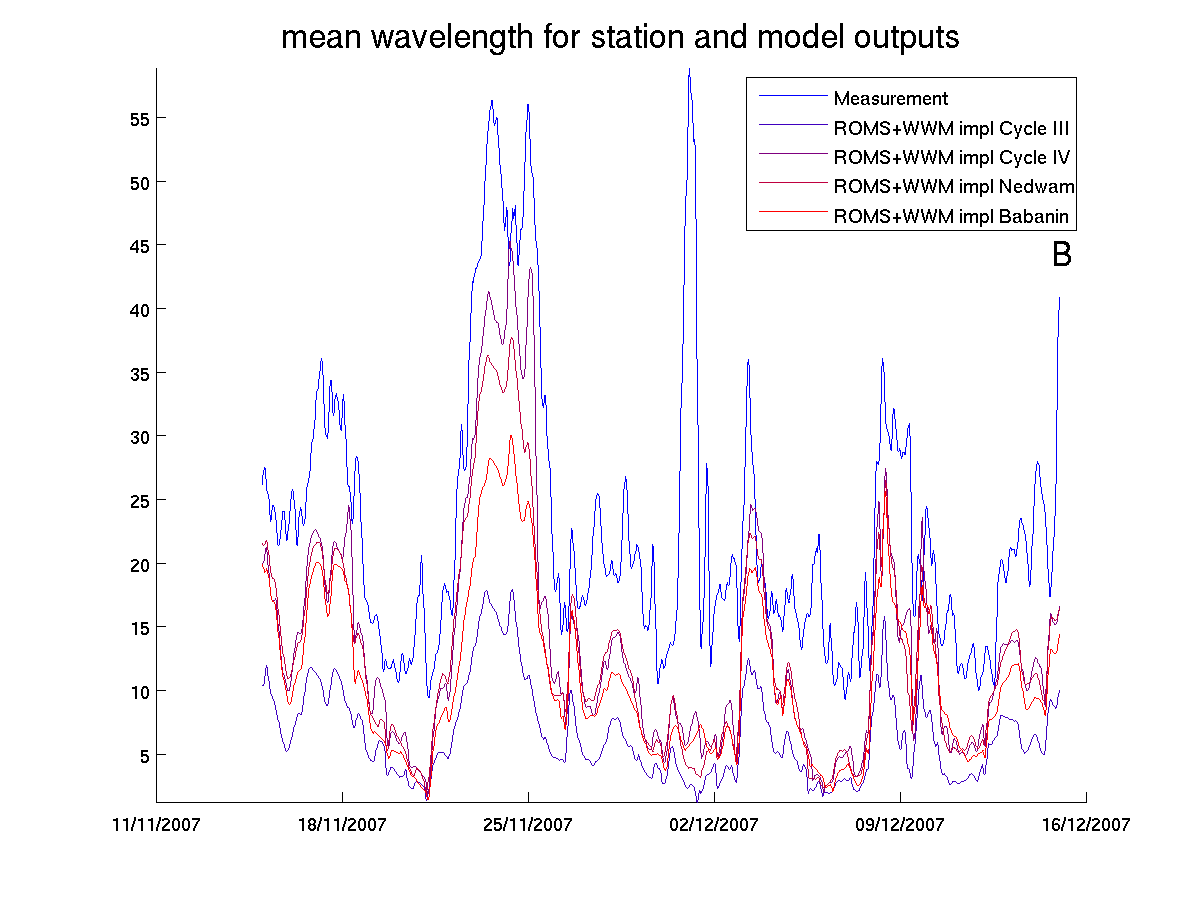 mean wavelength for station and model outputs
Measurement
ROMS+WWM impl Cycle III
ROMS+WWM impl Cycle IV
ROMS+WWM impl Nedwam
ROMS+WWM impl Babanin
B
55
50
45
40
35
30
25
20
15
10
5
11/11/2007 18/11/2007 25/11/2007 02/12/2007 09/12/2007 16/12/2007